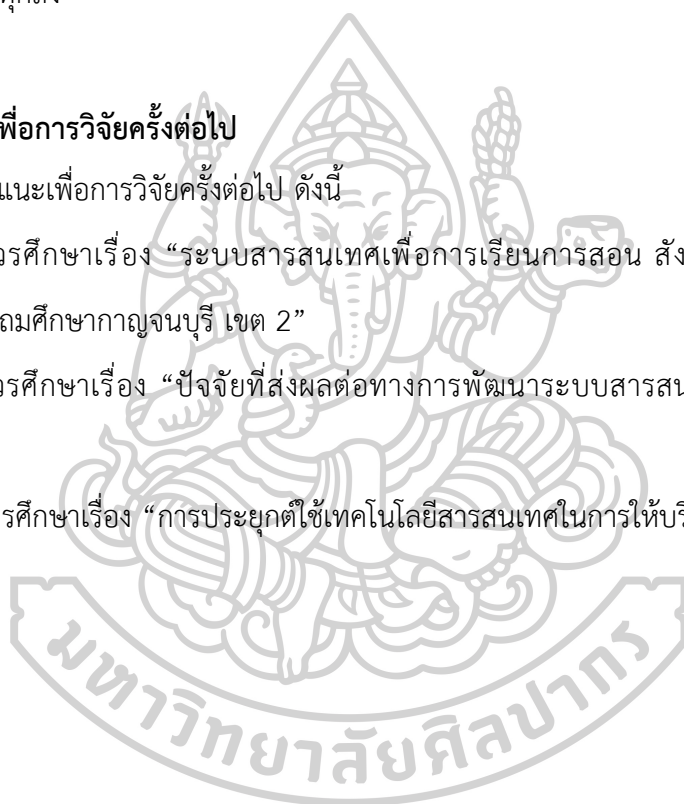 พื่อการวิจัยครั้งต่อไป
แนะเพื่อการวิจัยครั้งต่อไป ดังนี้
วรศึกษาเรื่อง “ระบบสารสนเทศเพื่อการเรียนการสอน สัง
ถมศึกษากาญจนบุรี เขต 2”
วรศึกษาเรื่อง “ปัจจัยที่ส่งผลต่อทางการพัฒนาระบบสารสน
รศึกษาเรื่อง “การประยุกต์ใช้เทคโนโลยีสารสนเทศในการให้บริ
มหาวิทยาลัยศิลปากร